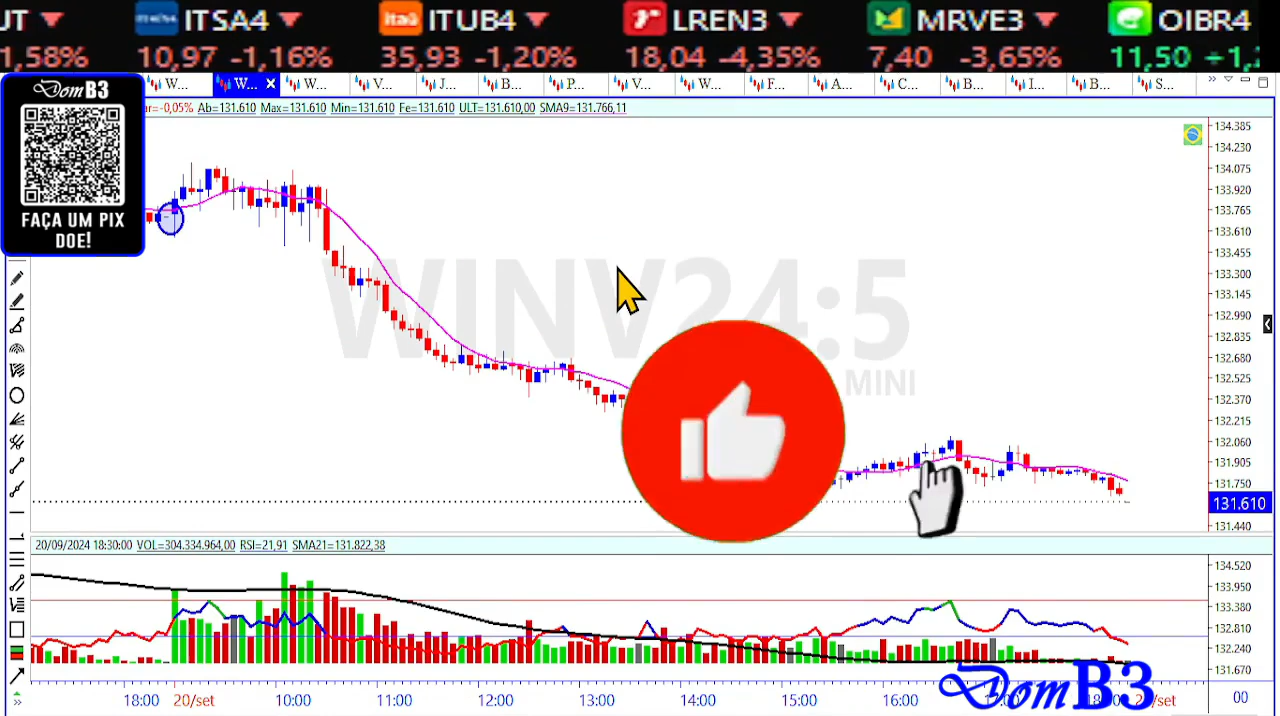 UT ITSA4 ITUB4 LREN3 MRVE3 OIBR4
1,58% 10,97 -1,16% 35,93 -1,20% 18,04 -4,35% 7,40 -3,65% 11,50
DomB3
FAÇA UM PIX
DOE!
W... W... W... V... J... B... P... V... W... F... A... C... B... I... B... S...
-0,05% Ab=131.610 Max=131.610 Min=131.610 Fe=131.610 ULT=131.610,00 SMA9=131.766,11
WINV24:5
MINI
134.385
134.230
134.075
133.920
133.765
133.610
133.455
133.300
133.145
132.990
132.835
132.680
132.525
132.370
132.215
132.060
131.905
131.750
131.610
131.440
20/09/2024 18:30:00 VOL=304.334.964,00 RSI=21,91 SMA21=131.822,38
134.520
133.950
133.380
132.810
132.240
131.670
18:00 20/set 10:00 11:00 12:00 13:00 14:00 15:00 16:00 00
DomB3